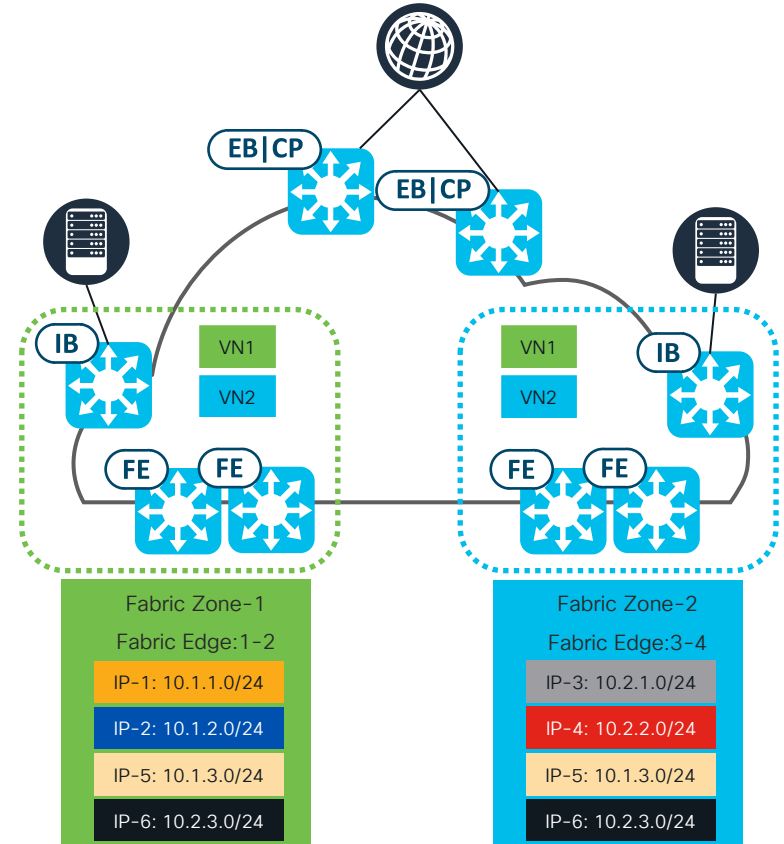 EB|CP
EB|CP
IB
VN1
VN2
VN1
VN2
IB
FE
FE
FE
FE
Fabric Zone-1
Fabric Edge:1-2
IP-1: 10.1.1.0/24
IP-2: 10.1.2.0/24
IP-5: 10.1.3.0/24
IP-6: 10.2.3.0/24
Fabric Zone-2
Fabric Edge:3-4
IP-3: 10.2.1.0/24
IP-4: 10.2.2.0/24
IP-5: 10.1.3.0/24
IP-6: 10.2.3.0/24